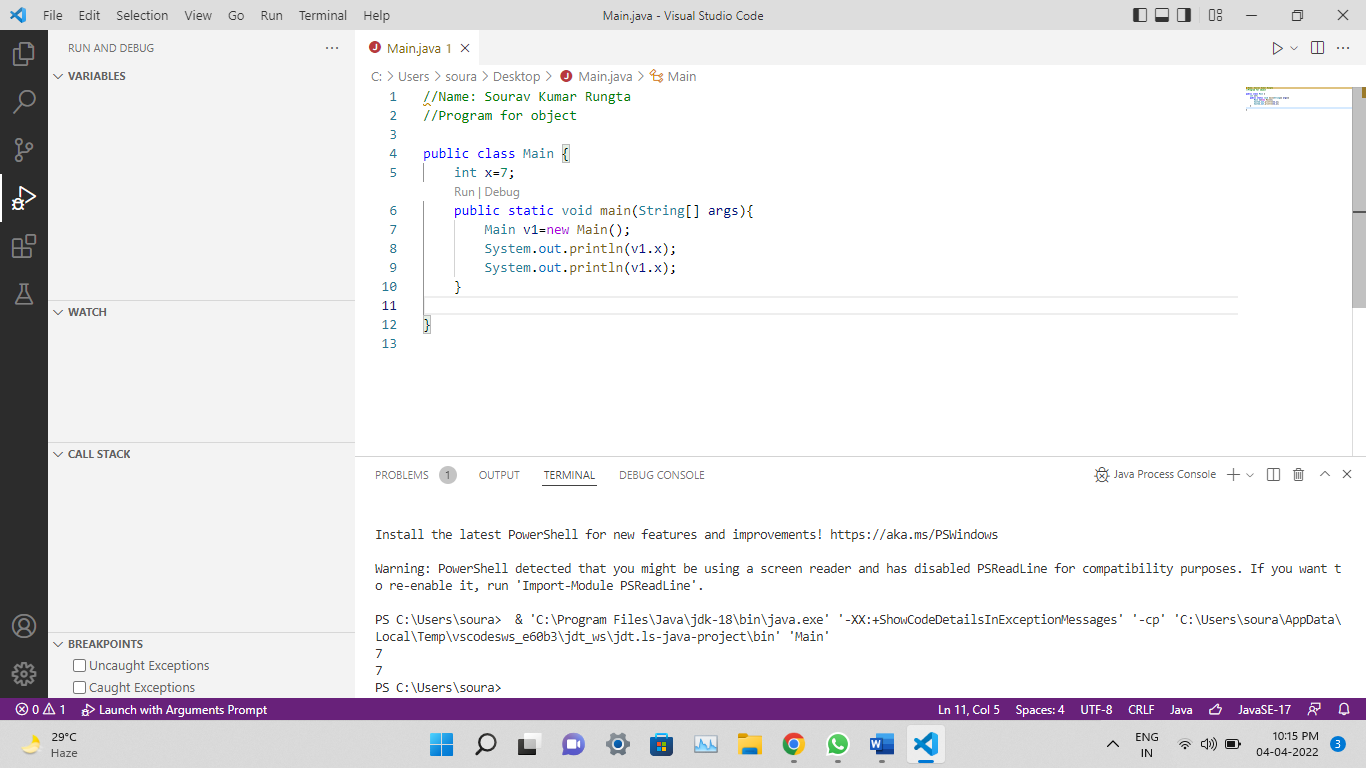 File Edit Selection View Go Run Terminal Help Main.java - Visual Studio Code
RUN AND DEBUG
VARIABLES
WATCH
CALL STACK
BREAKPOINTS
Uncaught Exceptions
Caught Exceptions
J Main.java 1
C: > Users > soura > Desktop > J Main.java > Main
1 //Name: Sourav Kumar Rungta
2 //Program for object
3
4 public class Main {
5 int x=7;
Run | Debug
6 public static void main(String[] args){
7 Main v1=new Main();
8 System.out.println(v1.x);
9 System.out.println(v1.x);
10 }
11
12 }
13
PROBLEMS 1 OUTPUT TERMINAL DEBUG CONSOLE Java Process Console
Install the latest PowerShell for new features and improvements! https://aka.ms/PSWindows
Warning: PowerShell detected that you might be using a screen reader and has disabled PSReadLine for compatibility purposes. If you want t
o re-enable it, run 'Import-Module PSReadLine'.
PS C:\Users\soura>  & 'C:\Program Files\Java\jdk-18\bin\java.exe' '-XX:+ShowCodeDetailsInExceptionMessages' '-cp' 'C:\Users\soura\AppData\
Local\Temp\vscodesws_e60b3\jdt_ws\jdt.ls-java-project\bin' 'Main'
7
7
PS C:\Users\soura>
0 1 Launch with Arguments Prompt Ln 11, Col 5 Spaces: 4 UTF-8 CRLF Java JavaSE-17
29°C
Haze
ENG
IN
10:15 PM
04-04-2022
3